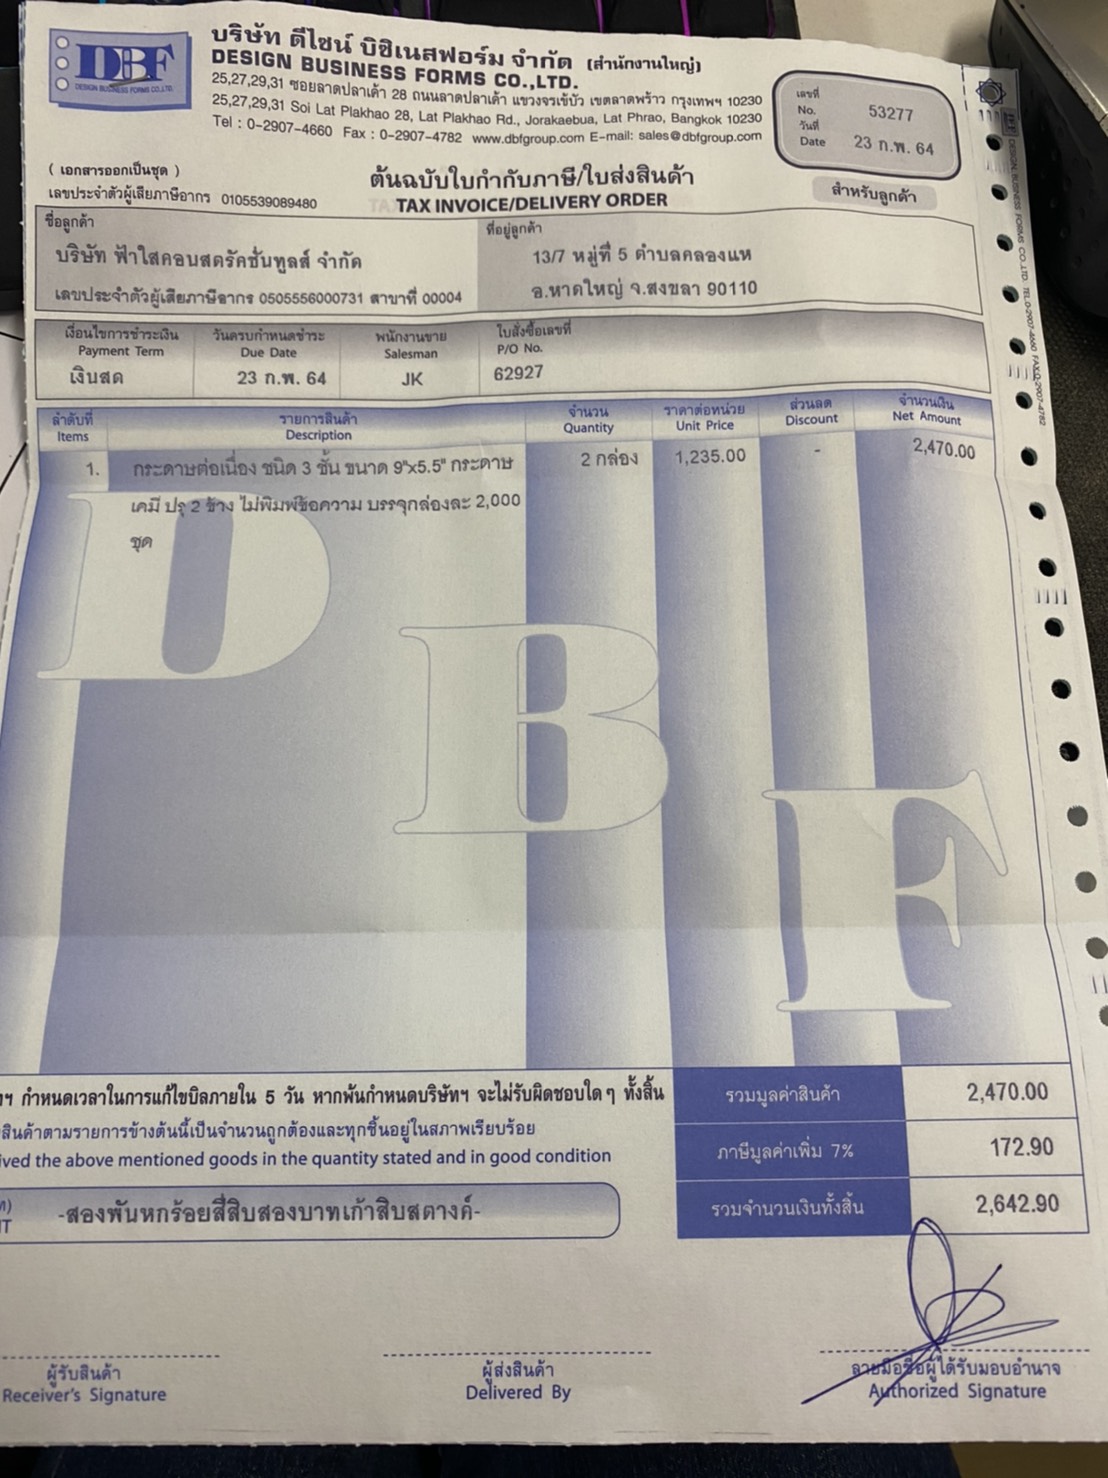 DBF
DESIGN BUSINESS FORMS CO.,LTD.
บริษัท ดีไซน์ บิซิเนสฟอร์ม จำกัด (สำนักงานใหญ่)
DESIGN BUSINESS FORMS CO.,LTD.
25,27,29,31 ซอยลาดปลาเค้า 28 ถนนลาดปลาเค้า แขวงจรเข้บัว เขตลาดพร้าว กรุงเทพฯ 10230
25,27,29,31 Soi Lat Plakhao 28, Lat Plakhao Rd., Jorakaebua, Lat Phrao, Bangkok 10230
Tel : 0-2907-4660 Fax : 0-2907-4782 www.dbfgroup.com E-mail: sales@dbfgroup.com
เลขที่
No. 53277
วันที่
Date 23 ก.พ. 64
( เอกสารออกเป็นชุด )
เลขประจำตัวผู้เสียภาษีอากร 0105539089480
ต้นฉบับใบกำกับภาษี/ใบส่งสินค้า
TAX INVOICE/DELIVERY ORDER
สำหรับลูกค้า
ชื่อลูกค้า
บริษัท ฟ้าใสคอนสตรัคชั่นทูลส์ จำกัด
เลขประจำตัวผู้เสียภาษีอากร 0505556000731 สาขาที่ 00004
ที่อยู่ลูกค้า
13/7 หมู่ที่ 5 ตำบลคลองแห
อ.หาดใหญ่ จ.สงขลา 90110
เงื่อนไขการชำระเงิน วันครบกำหนดชำระ พนักงานขาย ใบสั่งซื้อเลขที่
Payment Term Due Date Salesman P/O No.
เงินสด 23 ก.พ. 64 JK 62927
ลำดับที่ รายการสินค้า จำนวน ราคาต่อหน่วย ส่วนลด จำนวนเงิน
Items Description Quantity Unit Price Discount Net Amount
1. กระดาษต่อเนื่อง ชนิด 3 ชั้น ขนาด 9"x5.5" กระดาษ 2 กล่อง 1,235.00 - 2,470.00
เคมี ปรุ 2 ข้าง ไม่พิมพ์ข้อความ บรรจุกล่องละ 2,000
ชุด
DBF
ฯ กำหนดเวลาในการแก้ไขบิลภายใน 5 วัน หากพ้นกำหนดบริษัทฯ จะไม่รับผิดชอบใดๆ ทั้งสิ้น
สินค้าตามรายการข้างต้นนี้เป็นจำนวนถูกต้องและทุกชิ้นอยู่ในสภาพเรียบร้อย
ived the above mentioned goods in the quantity stated and in good condition
รวมมูลค่าสินค้า 2,470.00
ภาษีมูลค่าเพิ่ม 7% 172.90
รวมจำนวนเงินทั้งสิ้น 2,642.90
-สองพันหกร้อยสี่สิบสองบาทเก้าสิบสตางค์-
ผู้รับสินค้า
Receiver's Signature
ผู้ส่งสินค้า
Delivered By
ลายมือชื่อผู้ได้รับมอบอำนาจ
Authorized Signature